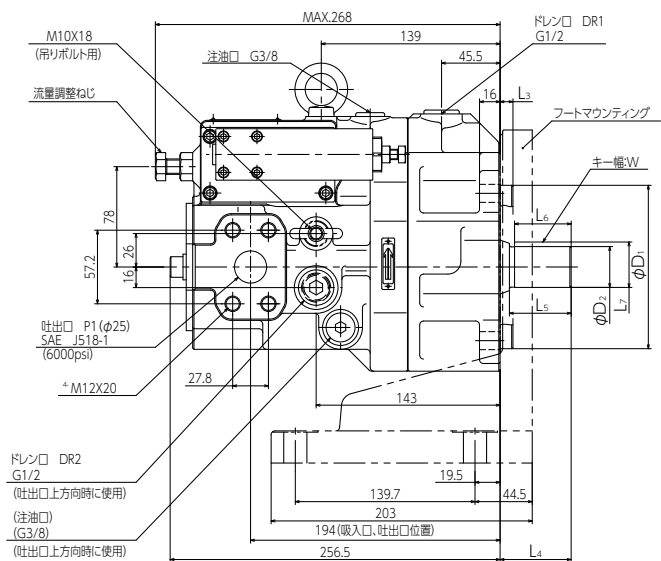 MAX.268
M10X18
(吊りボルト用)
139
ドレン口 DR1
G1/2
注油口 G3/8
45.5
流量調整ねじ
16
L3
フートマウンティング
キー幅:W
78
L6
26
57.2
16
φD1
φD2
L7
L5
吐出口 P1(φ25)
SAE J518-1
(6000psi)
4-M12X20
27.8
143
ドレン口 DR2
G1/2
(吐出口上方向時に使用)
19.5
139.7
44.5
(注油口)
(G3/8)
(吐出口上方向時に使用)
203
194(吸入口、吐出口位置)
256.5
L4